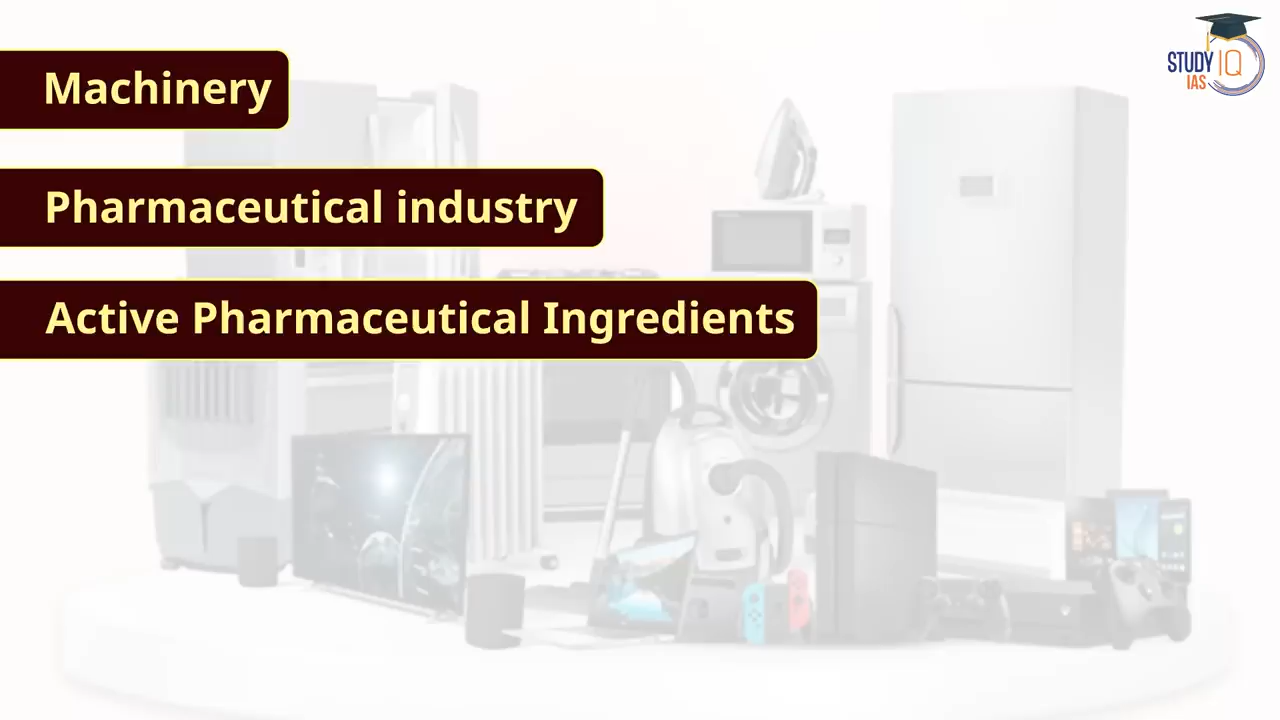 Machinery
Pharmaceutical industry
Active Pharmaceutical Ingredients
STUDY IQ
IAS